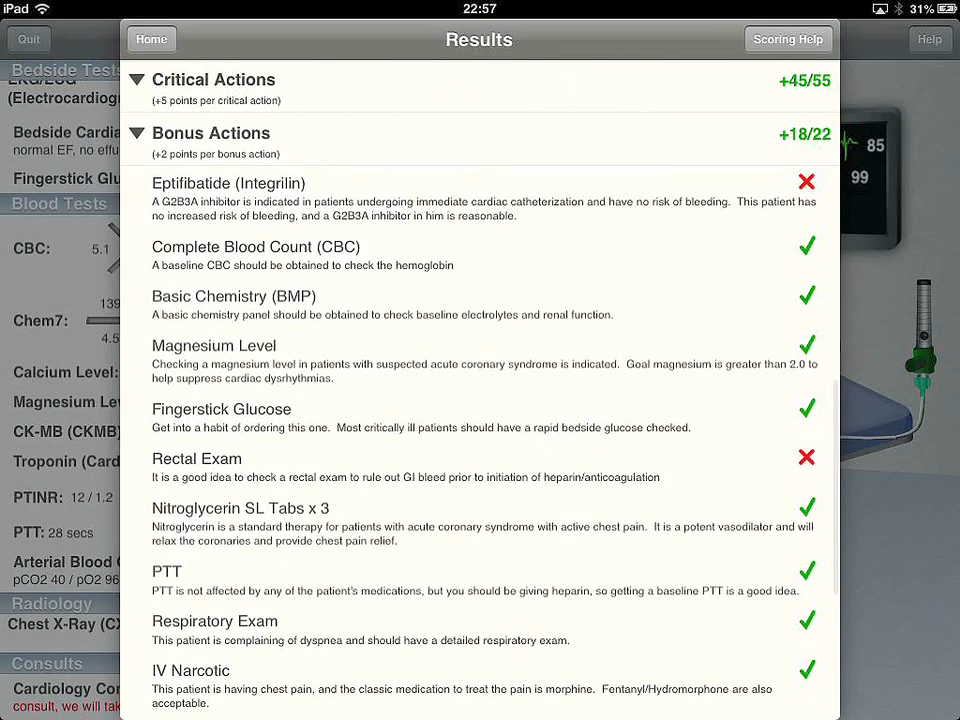 iPad 22:57 31%
Quit Home Results Scoring Help Help
Bedside Tests
(Electrocardiog
Bedside Cardia
normal EF, no effu
Fingerstick Glu
Blood Tests
CBC: 5.1
139
Chem7:
4.5
Calcium Level:
Magnesium Lev
CK-MB (CKMB)
Troponin (Card
PTINR: 12 / 1.2
PTT: 28 secs
Arterial Blood
pCO2 40 / pO2 96
Radiology
Chest X-Ray (CX
Consults
Cardiology Con
consult, we will tak
Critical Actions +45/55
(+5 points per critical action)
Bonus Actions +18/22
(+2 points per bonus action)
Eptifibatide (Integrilin)
A G2B3A inhibitor is indicated in patients undergoing immediate cardiac catheterization and have no risk of bleeding. This patient has
no increased risk of bleeding, and a G2B3A inhibitor in him is reasonable.
Complete Blood Count (CBC)
A baseline CBC should be obtained to check the hemoglobin
Basic Chemistry (BMP)
A basic chemistry panel should be obtained to check baseline electrolytes and renal function.
Magnesium Level
Checking a magnesium level in patients with suspected acute coronary syndrome is indicated. Goal magnesium is greater than 2.0 to
help suppress cardiac dysrhythmias.
Fingerstick Glucose
Get into a habit of ordering this one. Most critically ill patients should have a rapid bedside glucose checked.
Rectal Exam
It is a good idea to check a rectal exam to rule out GI bleed prior to initiation of heparin/anticoagulation
Nitroglycerin SL Tabs x 3
Nitroglycerin is a standard therapy for patients with acute coronary syndrome with active chest pain. It is a potent vasodilator and will
relax the coronaries and provide chest pain relief.
PTT
PTT is not affected by any of the patient's medications, but you should be giving heparin, so getting a baseline PTT is a good idea.
Respiratory Exam
This patient is complaining of dyspnea and should have a detailed respiratory exam.
IV Narcotic
This patient is having chest pain, and the classic medication to treat the pain is morphine. Fentanyl/Hydromorphone are also
acceptable.
85
99